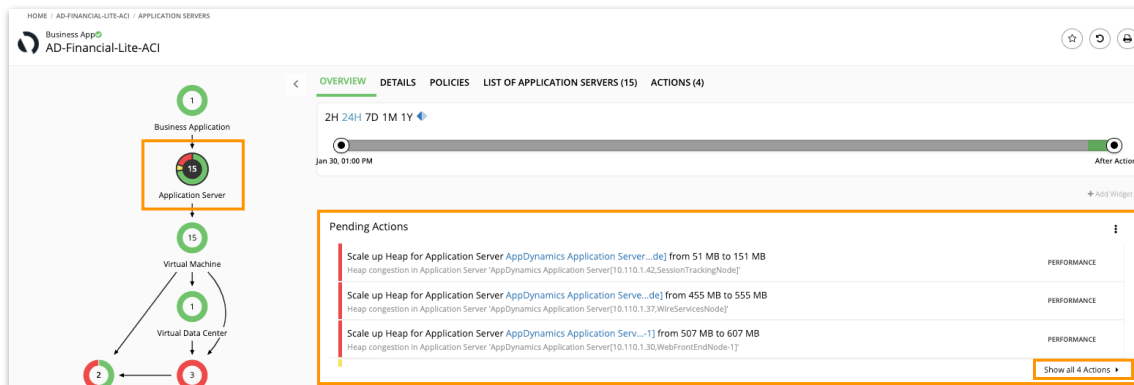 HOME / AD-FINANCIAL-LITE-ACI / APPLICATION SERVERS
Business App
AD-Financial-Lite-ACI
1
Business Application
15
Application Server
15
Virtual Machine
1
Virtual Data Center
2
3
OVERVIEW DETAILS POLICIES LIST OF APPLICATION SERVERS (15) ACTIONS (4)
2H 24H 7D 1M 1Y
Jan 30, 01:00 PM
After Action
+ Add Widget
Pending Actions
Scale up Heap for Application Server AppDynamics Application Server...de] from 51 MB to 151 MB
Heap congestion in Application Server 'AppDynamics Application Server[10.110.1.42,SessionTrackingNode]'
PERFORMANCE
Scale up Heap for Application Server AppDynamics Application Serve...de] from 455 MB to 555 MB
Heap congestion in Application Server 'AppDynamics Application Server[10.110.1.37,WireServicesNode]'
PERFORMANCE
Scale up Heap for Application Server AppDynamics Application Serv...-1] from 507 MB to 607 MB
Heap congestion in Application Server 'AppDynamics Application Server[10.110.1.30,WebFrontEndNode-1]'
PERFORMANCE
Show all 4 Actions